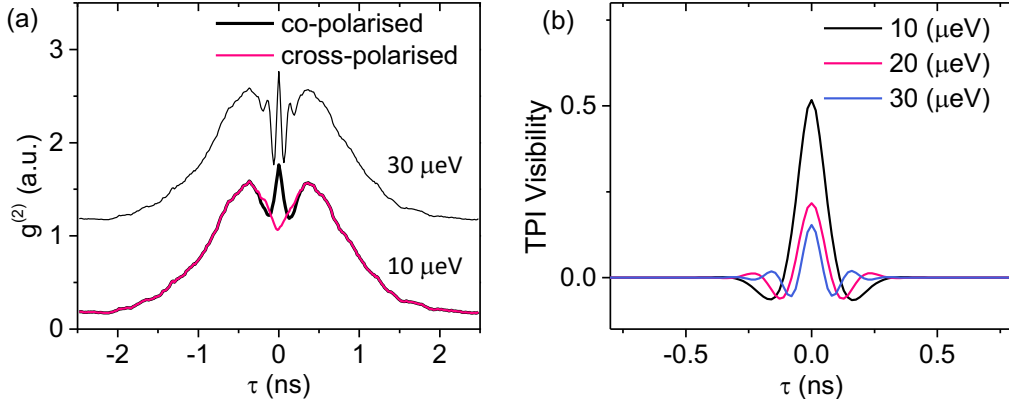 (a)
co-polarised
cross-polarised
3
2
1
0
g(2) (a.u.)
30 µeV
10 µeV
-2
-1
0
1
2
τ (ns)
(b)
10 (µeV)
20 (µeV)
30 (µeV)
0.5
0.0
TPI Visibility
-0.5
0.0
0.5
τ (ns)